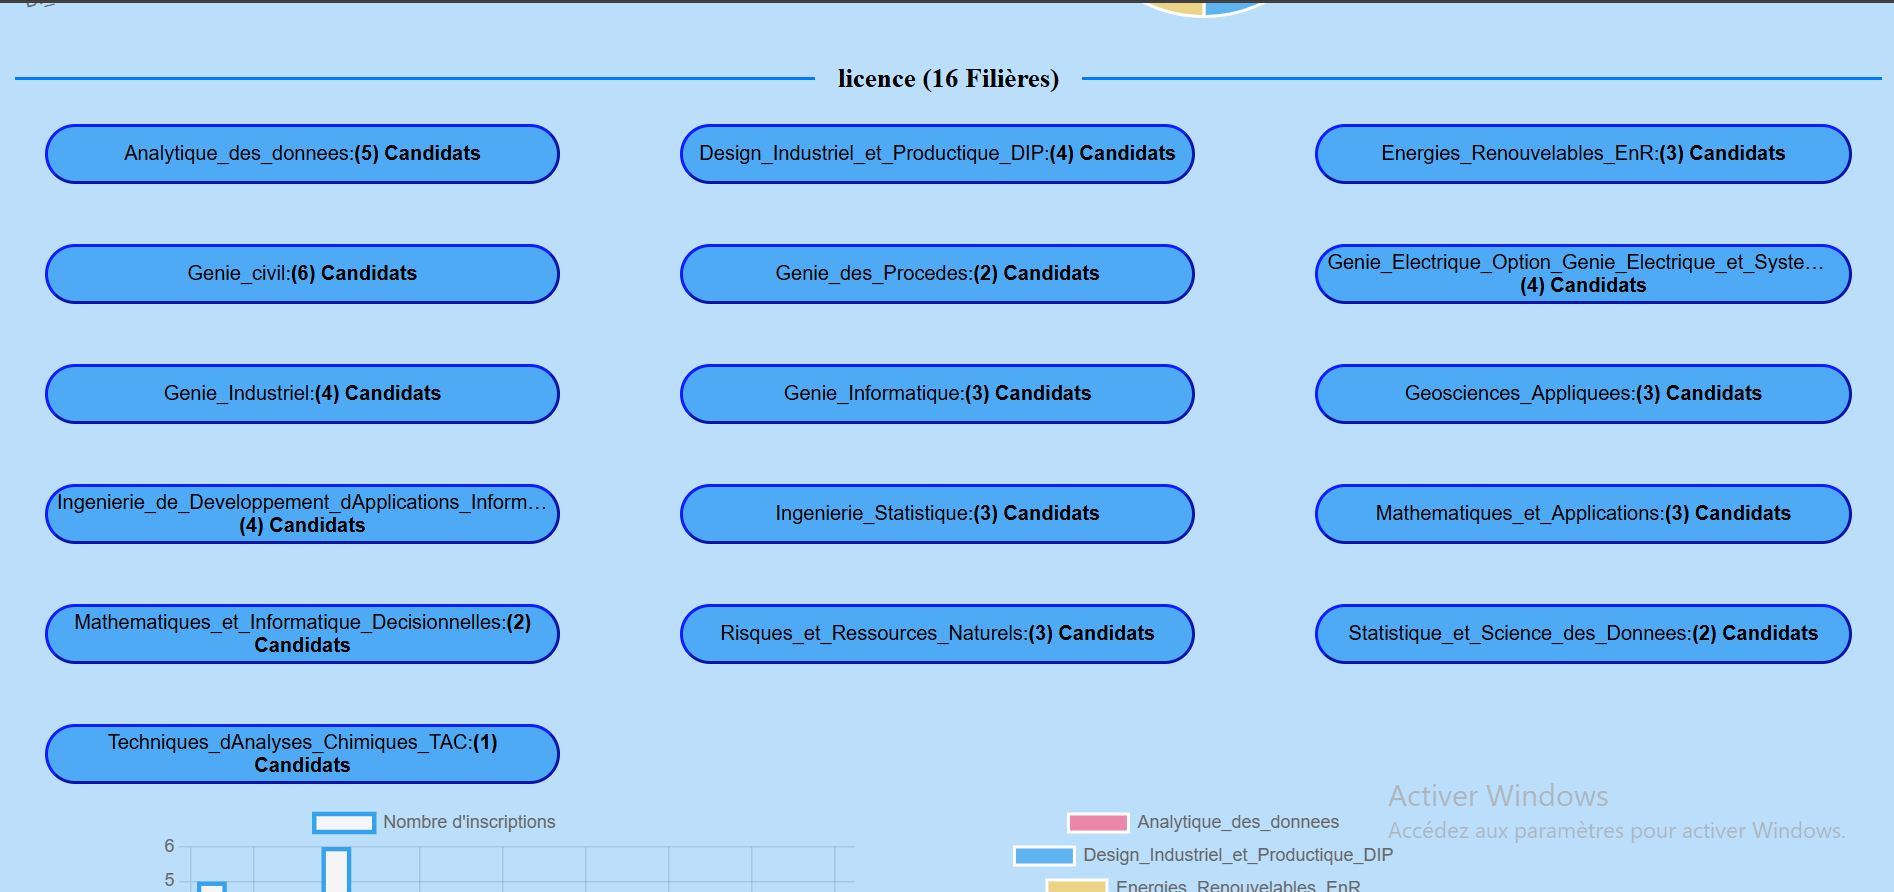 licence (16 Filières)
Analytique_des_donnees:(5) Candidats
Design_Industriel_et_Productique_DIP:(4) Candidats
Energies_Renouvelables_EnR:(3) Candidats
Genie_civil:(6) Candidats
Genie_des_Procedes:(2) Candidats
Genie_Electrique_Option_Genie_Electrique_et_Syste…
(4) Candidats
Genie_Industriel:(4) Candidats
Genie_Informatique:(3) Candidats
Geosciences_Appliquees:(3) Candidats
Ingenierie_de_Developpement_dApplications_Inform…
(4) Candidats
Ingenierie_Statistique:(3) Candidats
Mathematiques_et_Applications:(3) Candidats
Mathematiques_et_Informatique_Decisionnelles:(2)
Candidats
Risques_et_Ressources_Naturels:(3) Candidats
Statistique_et_Science_des_Donnees:(2) Candidats
Techniques_dAnalyses_Chimiques_TAC:(1)
Candidats
Nombre d'inscriptions
6
5
Analytique_des_donnees
Design_Industriel_et_Productique_DIP
Energies_Renouvelables_EnR
Activer Windows
Accédez aux paramètres pour activer Windows.